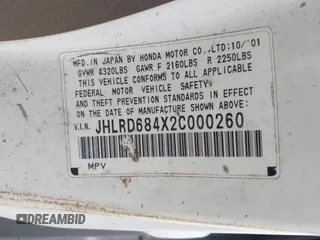 MFD. IN JAPAN BY HONDA MOTOR CO., LTD: 10/'01
GVWR 4320LBS GAWR F 2160LBS R 2250LBS
THIS VEHICLE CONFORMS TO ALL APPLICABLE
FEDERAL MOTOR VEHICLE SAFETY AND
THEFT PREVENTION STANDARDS IN EFFECT ON
THE DATE OF MANUFACTURE SHOWN ABOVE.
V.I.N. JHLRD684X2C000260
MPV
DREAMBID